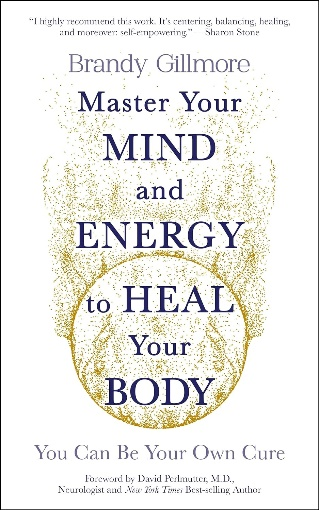 “I highly recommend this work. It’s centering, balancing, healing,
and moreover: self-empowering.” — Sharon Stone
Brandy Gillmore
Master Your
MIND
and
ENERGY
to HEAL
Your
BODY
You Can Be Your Own Cure
Foreword by David Perlmutter, M.D.,
Neurologist and New York Times Best-selling Author